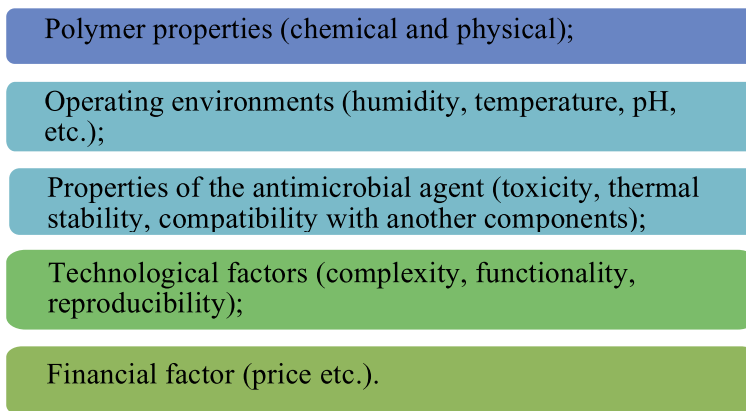 Polymer properties (chemical and physical);
Operating environments (humidity, temperature, pH,
etc.);
Properties of the antimicrobial agent (toxicity, thermal
stability, compatibility with another components);
Technological factors (complexity, functionality,
reproducibility);
Financial factor (price etc.).